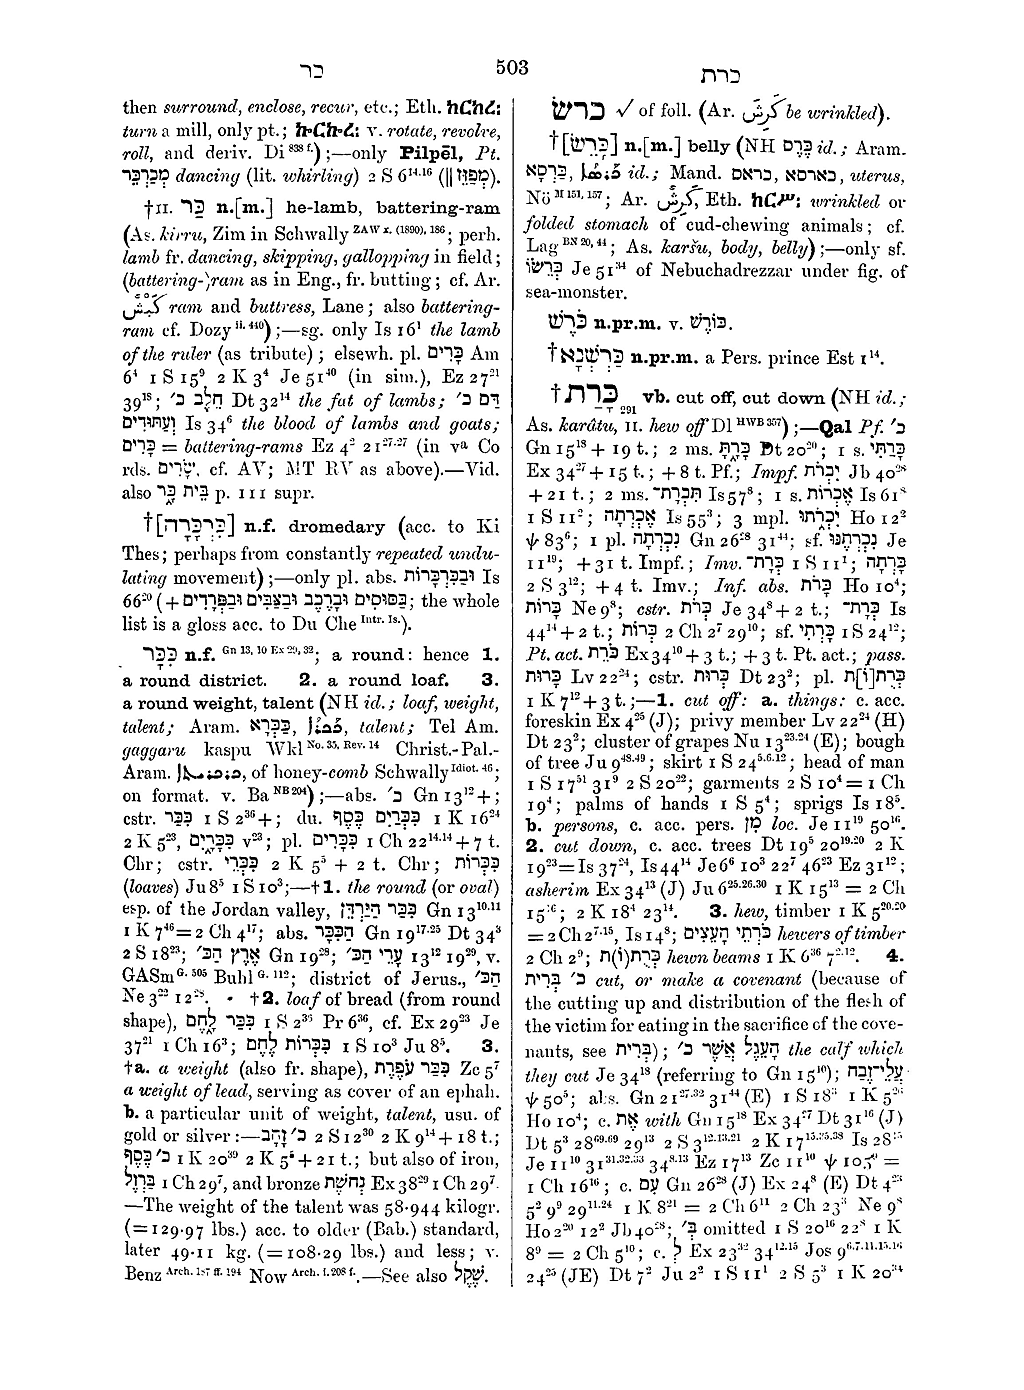 כר
503
כרת
then surround, enclose, recur, etc.; Eth.
turn a mill, only pt.; v. rotate, revolve,
roll, and deriv. Di 838 f.) ;—only Pilpēl, Pt.
מְכַרְכֵּר dancing (lit. whirling) 2 S 6 14.16 (|| מְפַזֵּז).
†II. כַּר n.[m.] he-lamb, battering-ram
(As. kirru, Zim in Schwally ZAW x. (1890), 186; perh.
lamb fr. dancing, skipping, gallopping in field;
(battering-)ram as in Eng., fr. butting; cf. Ar.
كَبْشٌ ram and buttress, Lane; also battering-
ram cf. Dozy ii. 440) ;—sg. only Is 16 1 the lamb
of the ruler (as tribute); elsewh. pl. כָּרִים Am
6 4 1 S 15 9 2 K 3 4 Je 51 40 (in sim.), Ez 27 21
39 18; חֵלֶב כ׳ Dt 32 14 the fat of lambs; דַּם כ׳
וְעַתּוּדִים Is 34 6 the blood of lambs and goats;
כָּרִים = battering-rams Ez 4 2 21 27.27 (in v a Co
rds. שָׂרִים, cf. AV; MT RV as above).—Vid.
also בֵּית כַּר p. 111 supr.
†[כִּרְכָּרָה] n.f. dromedary (acc. to Ki
Thes; perhaps from constantly repeated undu-
lating movement) ;—only pl. abs. וּבַכִּרְכָּרוֹת Is
66 20 (+ בַּסּוּסִים וּבָרֶכֶב וּבַצַּבִּים וּבַפְּרָדִים; the whole
list is a gloss acc. to Du Che Intr. Is.).
כִּכָּר n.f. Gn 13, 10 Ex 29, 32; a round: hence 1.
a round district. 2. a round loaf. 3.
a round weight, talent (NH id.; loaf, weight,
talent; Aram. כַּכְּרָא, talent; Tel Am.
gaggaru kaspu Wkl No. 35, Rev. 14 Christ.-Pal.-
Aram. , of honey-comb Schwally Idiot. 46;
on format. v. Ba NB 204) ;—abs. כ׳ Gn 13 12 +;
cstr. כִּכַּר 1 S 2 36 +; du. כִּכְּרַיִם כֶּסֶף 1 K 16 24
2 K 5 23, כִּכָּרָיִם v 23; pl. כִּכָּרִים 1 Ch 22 14.14 + 7 t.
Chr; cstr. כִּכְּרֵי 2 K 5 5 + 2 t. Chr; כִּכְּרוֹת
(loaves) Ju 8 5 1 S 10 3;—†1. the round (or oval)
esp. of the Jordan valley, כִּכַּר הַיַּרְדֵּן Gn 13 10.11
1 K 7 46 = 2 Ch 4 17; abs. הַכִּכָּר Gn 19 17.25 Dt 34 3
2 S 18 23; אֶרֶץ הַכּ׳ Gn 19 28; עָרֵי הַכּ׳ 13 12 19 29, v.
GASm G. 505 Buhl G. 112; district of Jerus., הַכּ׳
Ne 3 22 12 28. †2. loaf of bread (from round
shape), כִּכַּר לֶחֶם 1 S 2 36 Pr 6 26, cf. Ex 29 23 Je
37 21 1 Ch 16 3; כִּכְּרוֹת לֶחֶם 1 S 10 3 Ju 8 5. 3.
†a. a weight (also fr. shape), כִּכַּר עֹפֶרֶת Zc 5 7
a weight of lead, serving as cover of an ephah.
b. a particular unit of weight, talent, usu. of
gold or silver :—כ׳ זָהָב 2 S 12 30 2 K 9 14 + 18 t.;
כ׳ כֶּסֶף 1 K 20 39 2 K 5 5 + 21 t.; but also of iron,
בַּרְזֶל 1 Ch 29 7, and bronze נְחֹשֶׁת Ex 38 29 1 Ch 29 7.
—The weight of the talent was 58·944 kilogr.
(= 129·97 lbs.) acc. to older (Bab.) standard,
later 49·11 kg. (= 108·29 lbs.) and less; v.
Benz Arch. 187 ff. 194 Now Arch. i. 208 f..—See also שֶׁקֶל.
כרשׂ √ of foll. (Ar. كَرِشَ be wrinkled).
†[כָּרֵשׂ] n.[m.] belly (NH כָּרֵס id.; Aram.
כַּרְסָא, id.; Mand. כראס, כארסא, uterus,
Nö M 151, 157; Ar. كَرِشٌ, Eth. wrinkled or
folded stomach of cud-chewing animals; cf.
Lag BN 20, 44; As. karšu, body, belly) ;—only sf.
כְּרֵשׂוֹ Je 51 34 of Nebuchadrezzar under fig. of
sea-monster.
כֹּרֶשׁ n.pr.m. v. כּוֹרֶשׁ.
†כַּרְשְׁנָא n.pr.m. a Pers. prince Est 1 14.
†כָּרַת 291 vb. cut off, cut down (NH id.;
As. karâtu, II. hew off Dl HWB 357) ;—Qal Pf. כ׳
Gn 15 18 + 19 t.; 2 ms. כָּרַתָּ Dt 20 20; 1 s. כָּרַתִּי
Ex 34 27 + 15 t.; + 8 t. Pf.; Impf. יִכְרֹת Jb 40 28
+ 21 t.; 2 ms. תִּכְרָת־ Is 57 8; 1 s. אֶכְרוֹת Is 61 8
1 S 11 2; אֶכְרְתָה Is 55 3; 3 mpl. יִכְרֹתוּ Ho 12 2
ψ 83 6; 1 pl. נִכְרְתָה Gn 26 28 31 44; sf. נִכְרְתֶנּוּ Je
11 19; + 31 t. Impf.; Imv. כְּרָת־ 1 S 11 1; כָּרְתָה
2 S 3 12; + 4 t. Imv.; Inf. abs. כָּרֹת Ho 10 4;
כָּרוֹת Ne 9 8; cstr. כְּרֹת Je 34 8 + 2 t.; כְּרָת־ Is
44 14 + 2 t.; כְּרוֹת 2 Ch 2 7 29 10; sf. כָּרְתִי 1 S 24 12;
Pt. act. כֹּרֵת Ex 34 10 + 3 t.; + 3 t. Pt. act.; pass.
כָּרוּת Lv 22 24; cstr. כְּרוּת Dt 23 2; pl. כְּרֻת[וֹ]ת
1 K 7 12 + 3 t.;—1. cut off: a. things: c. acc.
foreskin Ex 4 25 (J); privy member Lv 22 24 (H)
Dt 23 2; cluster of grapes Nu 13 23.24 (E); bough
of tree Ju 9 48.49; skirt 1 S 24 5.6.12; head of man
1 S 17 51 31 9 2 S 20 22; garments 2 S 10 4 = 1 Ch
19 4; palms of hands 1 S 5 4; sprigs Is 18 5.
b. persons, c. acc. pers. מִן loc. Je 11 19 50 16.
2. cut down, c. acc. trees Dt 19 5 20 19.20 2 K
19 23 = Is 37 24, Is 44 14 Je 6 6 10 3 22 7 46 23 Ez 31 12;
asherim Ex 34 13 (J) Ju 6 25.26.30 1 K 15 13 = 2 Ch
15 16; 2 K 18 4 23 14. 3. hew, timber 1 K 5 20.20
= 2 Ch 2 7.15, Is 14 8; כֹּרְתֵי הָעֵצִים hewers of timber
2 Ch 2 9; כְּרֻת(וֹ)ת hewn beams 1 K 6 36 7 2.12. 4.
כ׳ בְּרִית cut, or make a covenant (because of
the cutting up and distribution of the flesh of
the victim for eating in the sacrifice of the cove-
nants, see בְּרִית); הָעֵגֶל אֲשֶׁר כ׳ the calf which
they cut Je 34 18 (referring to Gn 15 10); עֲלֵי־זָבַח
ψ 50 5; abs. Gn 21 27.32 31 44 (E) 1 S 18 3 1 K 5 26
Ho 10 4; c. אֵת with Gn 15 18 Ex 34 27 Dt 31 16 (J)
Dt 5 3 28 69.69 29 13 2 S 3 12.13.21 2 K 17 15.35.38 Is 28 15
Je 11 10 31 31.32.33 34 8.13 Ez 17 13 Zc 11 10 ψ 105 9 =
1 Ch 16 16; c. עִם Gn 26 28 (J) Ex 24 8 (E) Dt 4 23
5 2 9 9 29 11.24 1 K 8 21 = 2 Ch 6 11 2 Ch 23 3 Ne 9 8
Ho 2 20 12 2 Jb 40 28; בּ׳ omitted 1 S 20 16 22 8 1 K
8 9 = 2 Ch 5 10; c. לְ Ex 23 32 34 12.15 Jos 9 6.7.11.15.16
24 25 (JE) Dt 7 2 Ju 2 2 1 S 11 1 2 S 5 3 1 K 20 34